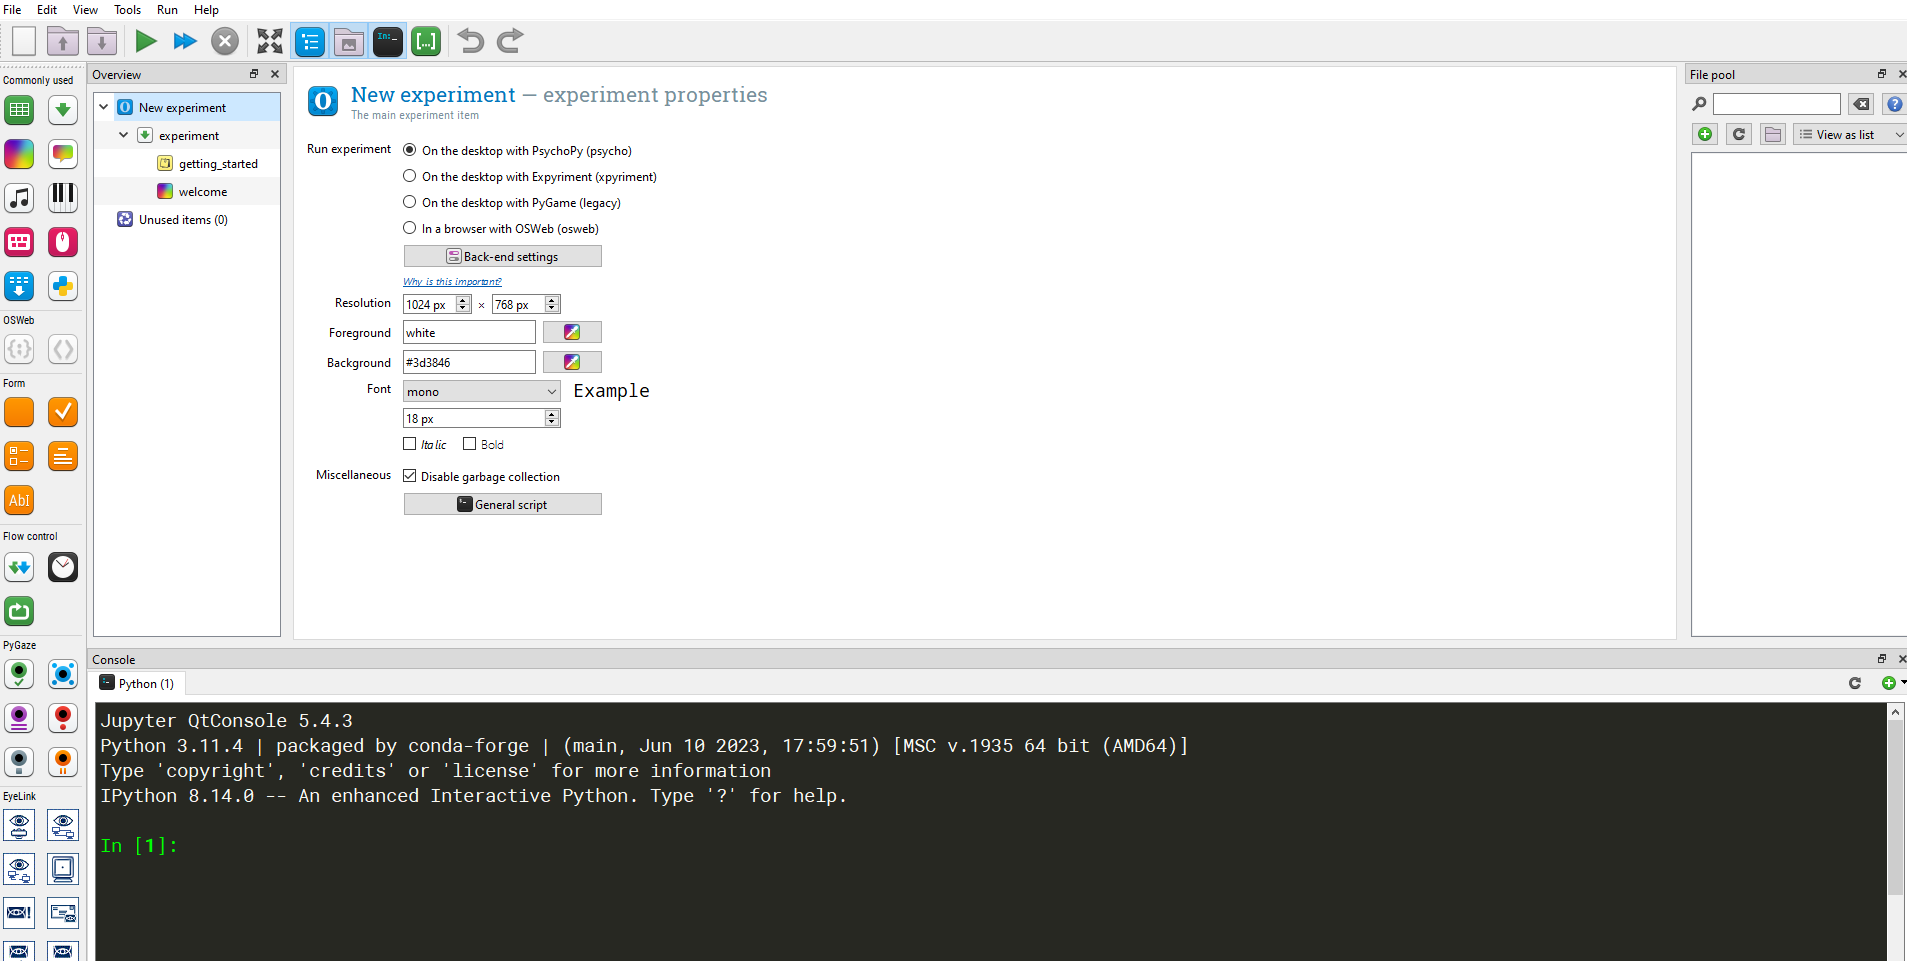 File Edit View Tools Run Help
In:_
[...]
Commonly used
OSWeb
{;}
Form
AbI
Flow control
PyGaze
EyeLink
Overview
New experiment
experiment
getting_started
welcome
Unused items (0)
New experiment — experiment properties
The main experiment item
Run experiment
On the desktop with PsychoPy (psycho)
On the desktop with Expyriment (xpyriment)
On the desktop with PyGame (legacy)
In a browser with OSWeb (osweb)
Back-end settings
Why is this important?
Resolution 1024 px × 768 px
Foreground white
Background #3d3846
Font mono Example
18 px
Italic Bold
Miscellaneous Disable garbage collection
General script
File pool
View as list
Console
Python (1)
Jupyter QtConsole 5.4.3
Python 3.11.4 | packaged by conda-forge | (main, Jun 10 2023, 17:59:51) [MSC v.1935 64 bit (AMD64)]
Type 'copyright', 'credits' or 'license' for more information
IPython 8.14.0 -- An enhanced Interactive Python. Type '?' for help.
In [1]: